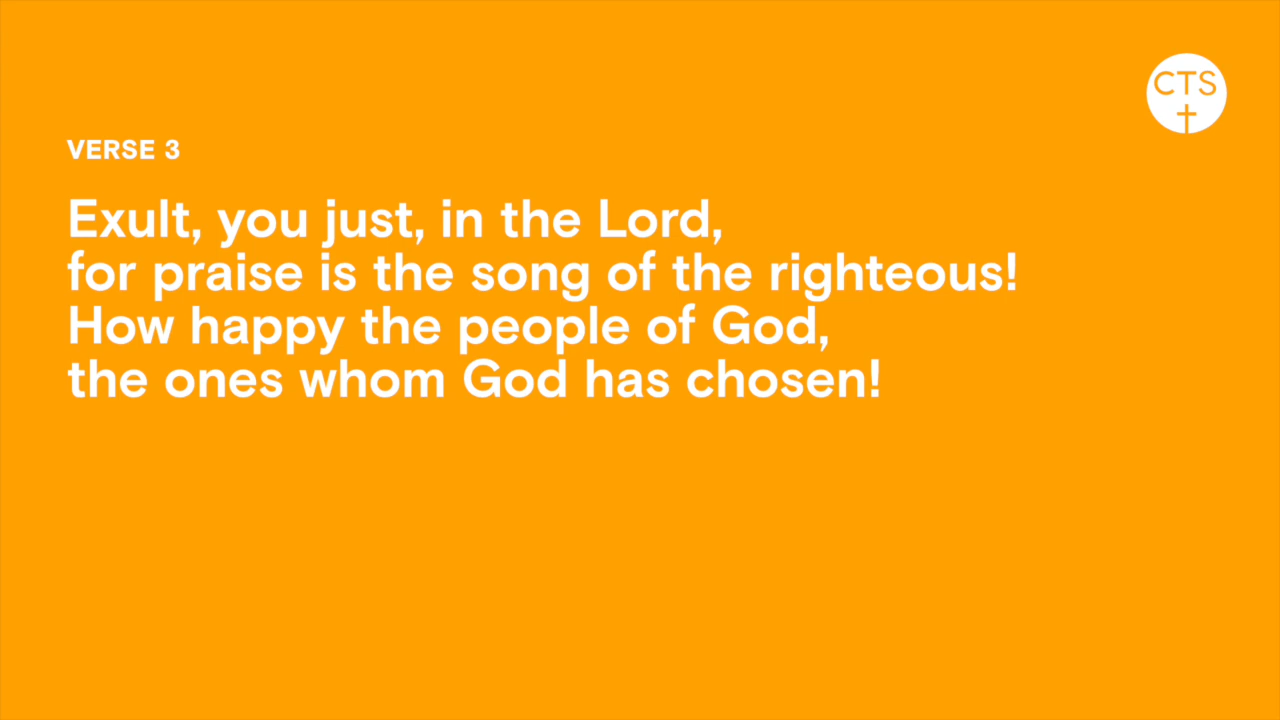 CTS
VERSE 3
Exult, you just, in the Lord,
for praise is the song of the righteous!
How happy the people of God,
the ones whom God has chosen!